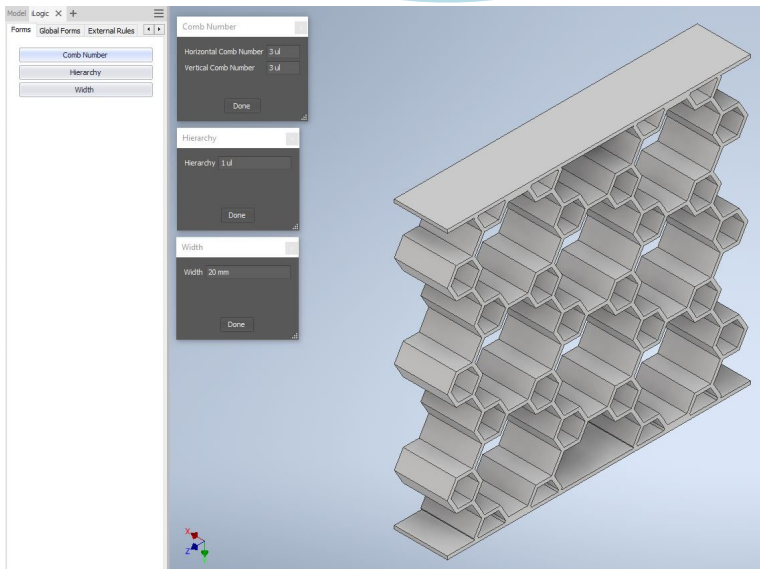 Model iLogic X +
Forms Global Forms External Rules
Comb Number
Hierarchy
Width
Comb Number
Horizontal Comb Number 3 ul
Vertical Comb Number 3 ul
Done
Hierarchy
Hierarchy 1 ul
Done
Width
Width 20 mm
Done
X
Z
Y